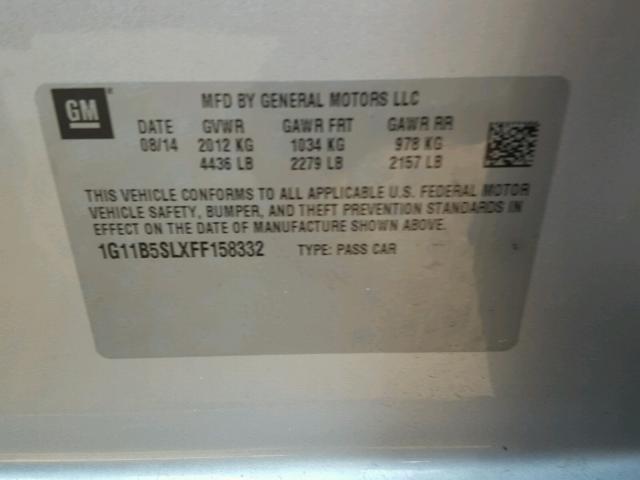 GM
MFD BY GENERAL MOTORS LLC
DATE GVWR GAWR FRT GAWR RR
08/14 2012 KG 1034 KG 978 KG
4436 LB 2279 LB 2157 LB
THIS VEHICLE CONFORMS TO ALL APPLICABLE U.S. FEDERAL MOTOR
VEHICLE SAFETY, BUMPER, AND THEFT PREVENTION STANDARDS IN
EFFECT ON THE DATE OF MANUFACTURE SHOWN ABOVE.
1G11B5SLXFF158332 TYPE: PASS CAR